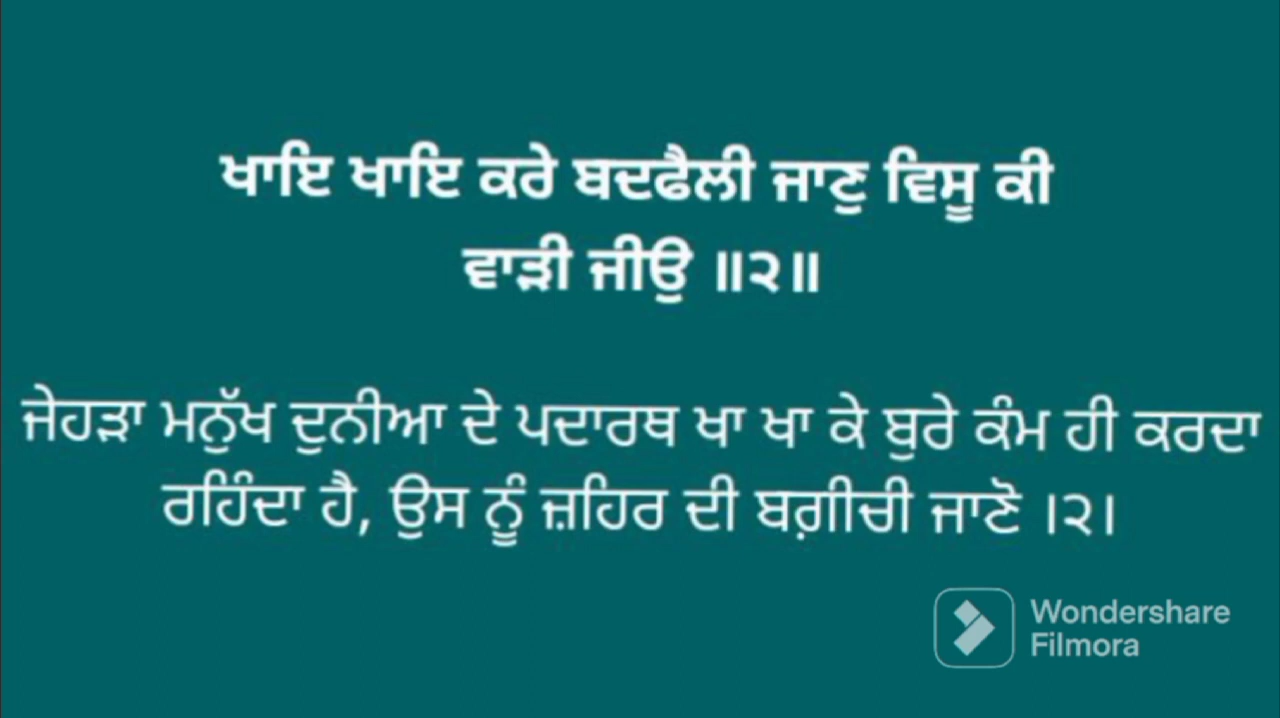 ਖਾਇ ਖਾਇ ਕਰੇ ਬਦਫੈਲੀ ਜਾਣੁ ਵਿਸੂ ਕੀ
ਵਾੜੀ ਜੀਉ ॥੨॥
ਜੇਹੜਾ ਮਨੁੱਖ ਦੁਨੀਆ ਦੇ ਪਦਾਰਥ ਖਾ ਖਾ ਕੇ ਬੁਰੇ ਕੰਮ ਹੀ ਕਰਦਾ
ਰਹਿੰਦਾ ਹੈ, ਉਸ ਨੂੰ ਜ਼ਹਿਰ ਦੀ ਬਗ਼ੀਚੀ ਜਾਣੋ ।੨।
Wondershare
Filmora